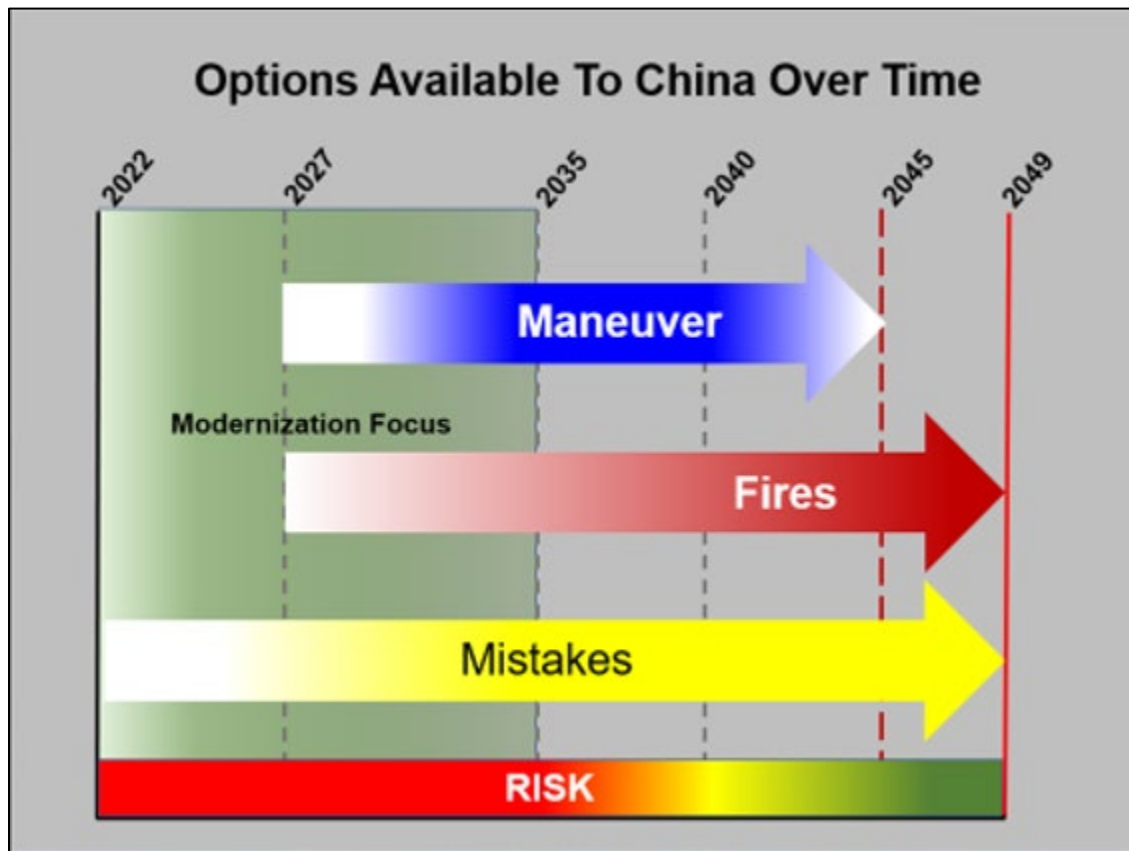 Options Available To China Over Time
2022
2027
2035
2040
2045
2049
Maneuver
Modernization Focus
Fires
Mistakes
RISK